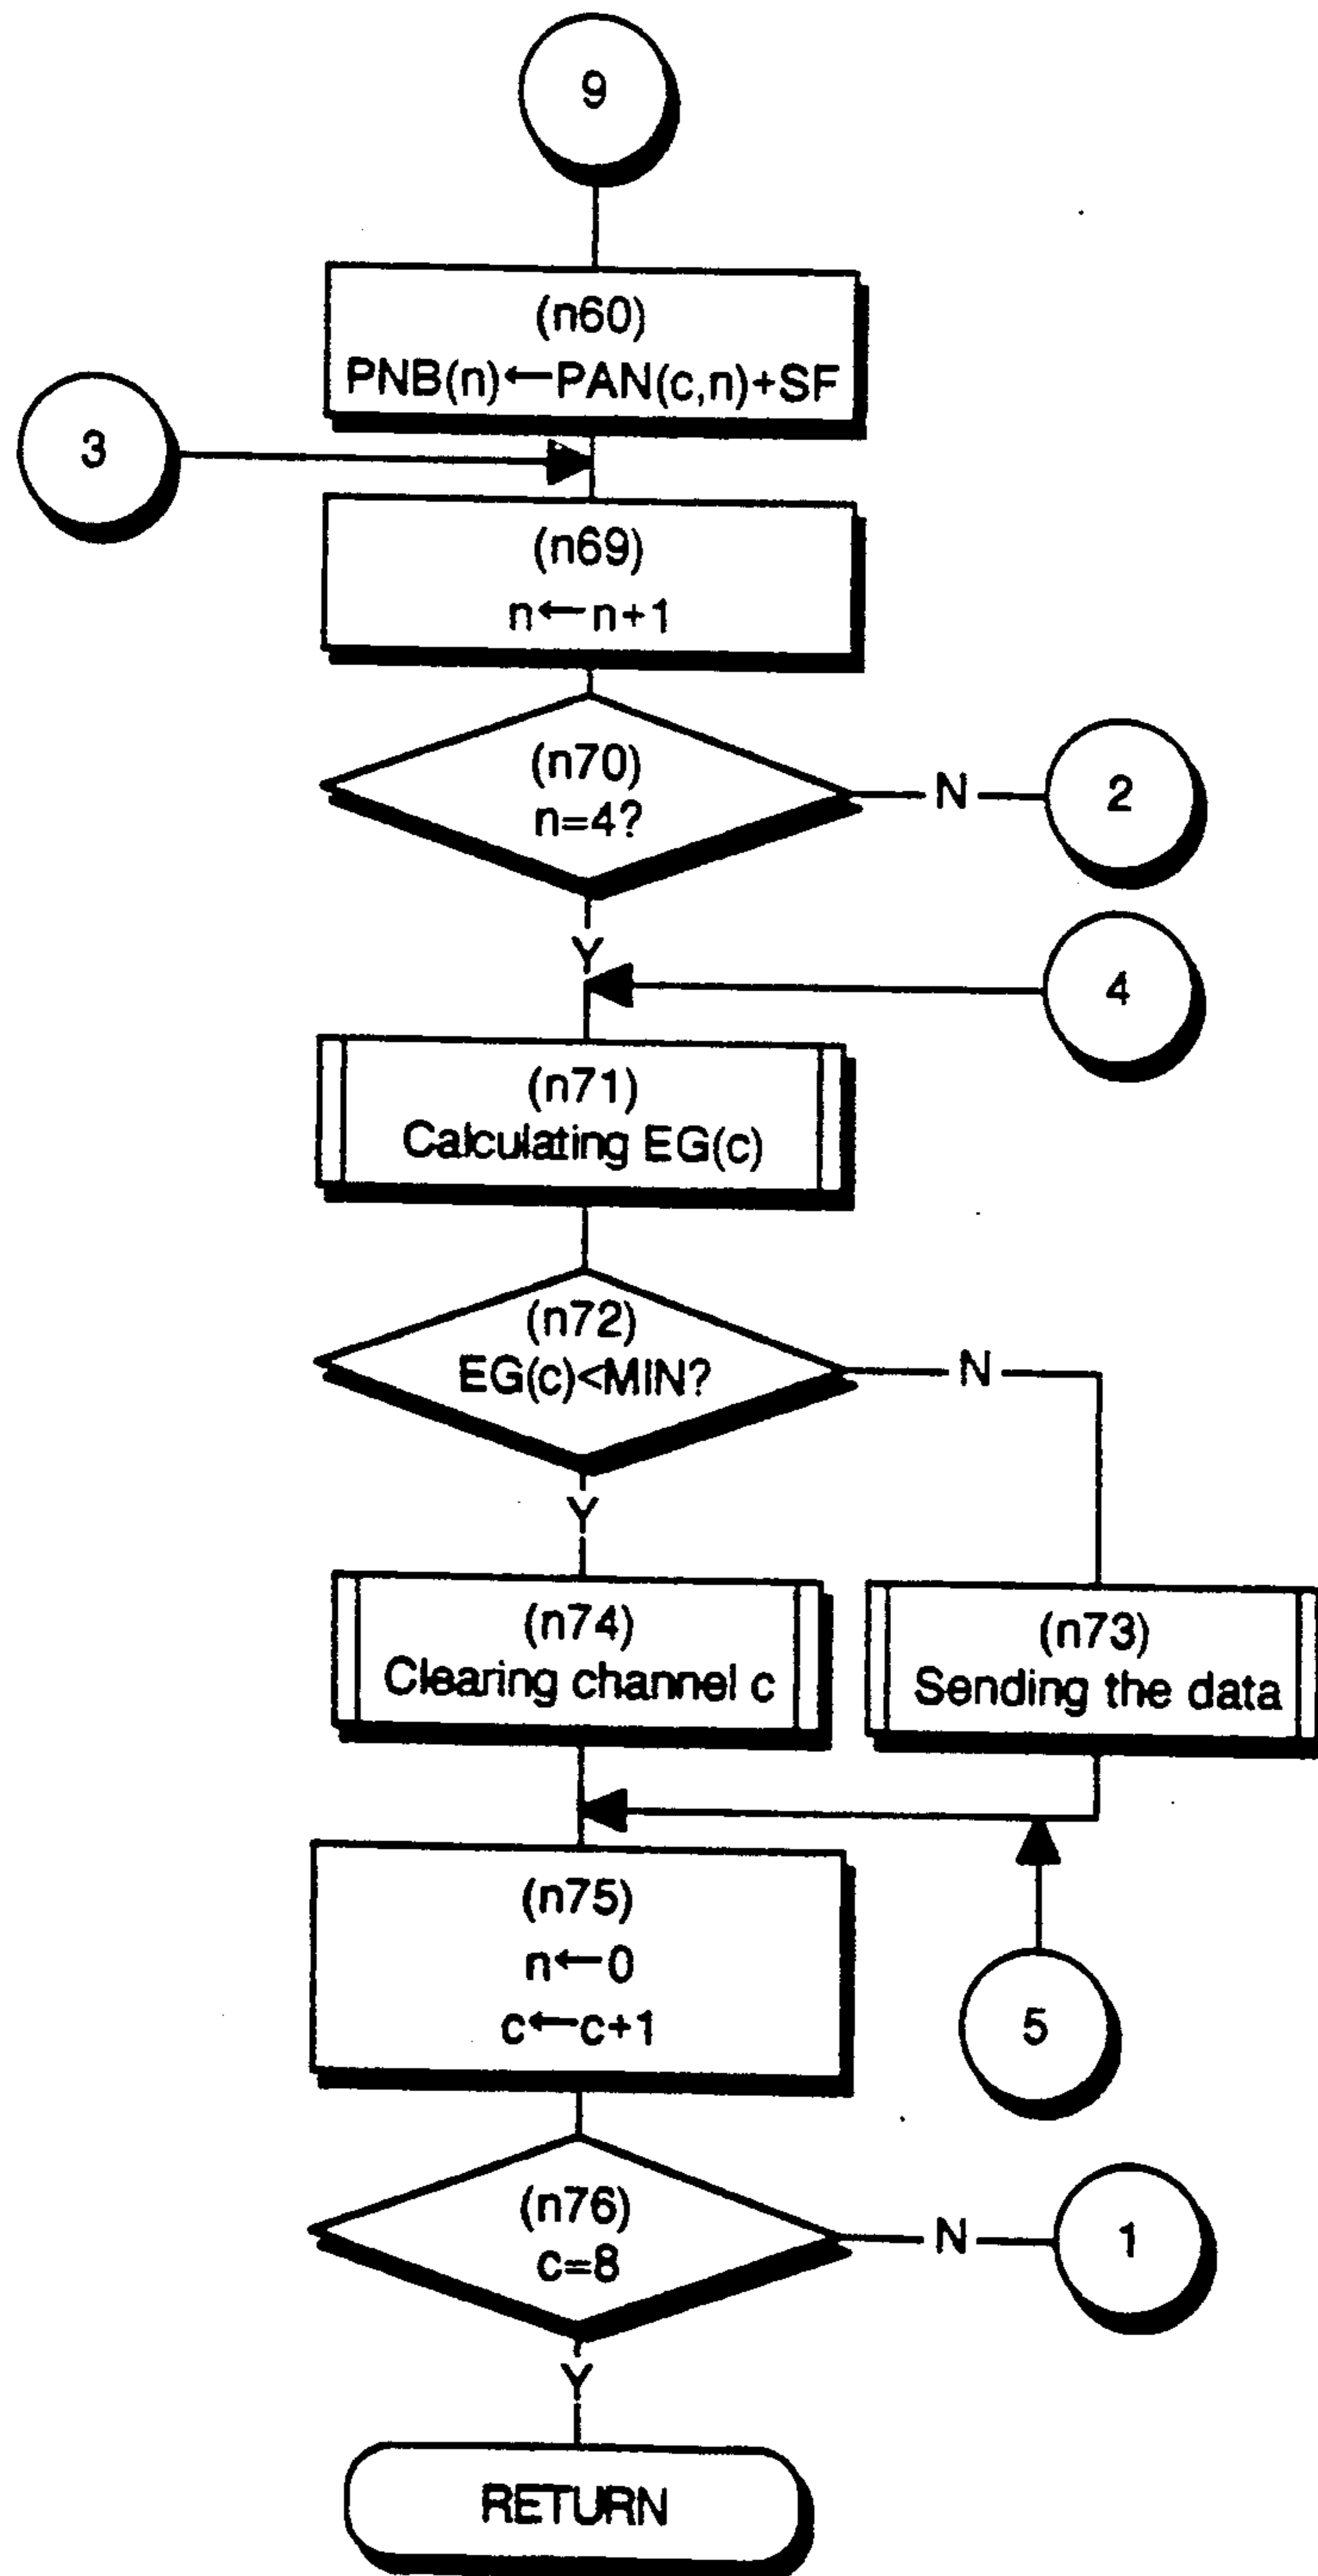 9
(n60)
PNB(n)←PAN(c,n)+SF
3
(n69)
n←n+1
(n70)
n=4?
N
2
Y
4
(n71)
Calculating EG(c)
(n72)
EG(c)<MIN?
N
Y
(n74)
Clearing channel c
(n73)
Sending the data
(n75)
n←0
c←c+1
5
(n76)
c=8
N
1
Y
RETURN